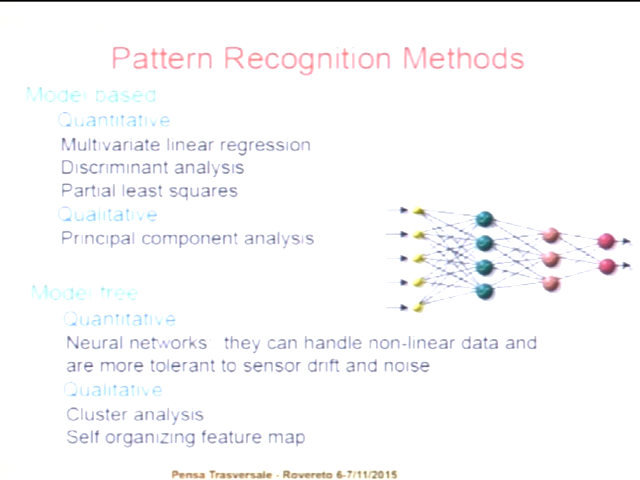 Pattern Recognition Methods
Model based
Quantitative
Multivariate linear regression
Discriminant analysis
Partial least squares
Qualitative
Principal component analysis
Model free
Quantitative
Neural networks: they can handle non-linear data and
are more tolerant to sensor drift and noise
Qualitative
Cluster analysis
Self organizing feature map
Pensa Trasversale - Rovereto 6-7/11/2015